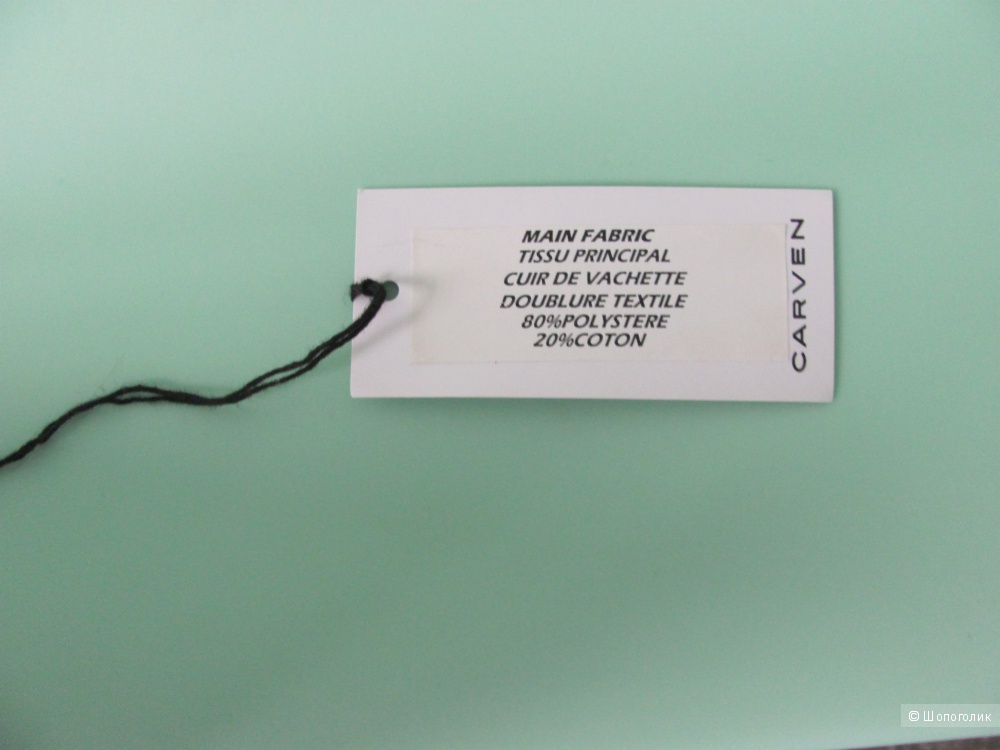 MAIN FABRIC
TISSU PRINCIPAL
CUIR DE VACHETTE
DOUBLURE TEXTILE
80%POLYSTERE
20%COTON
CARVEN
© Шопоголик